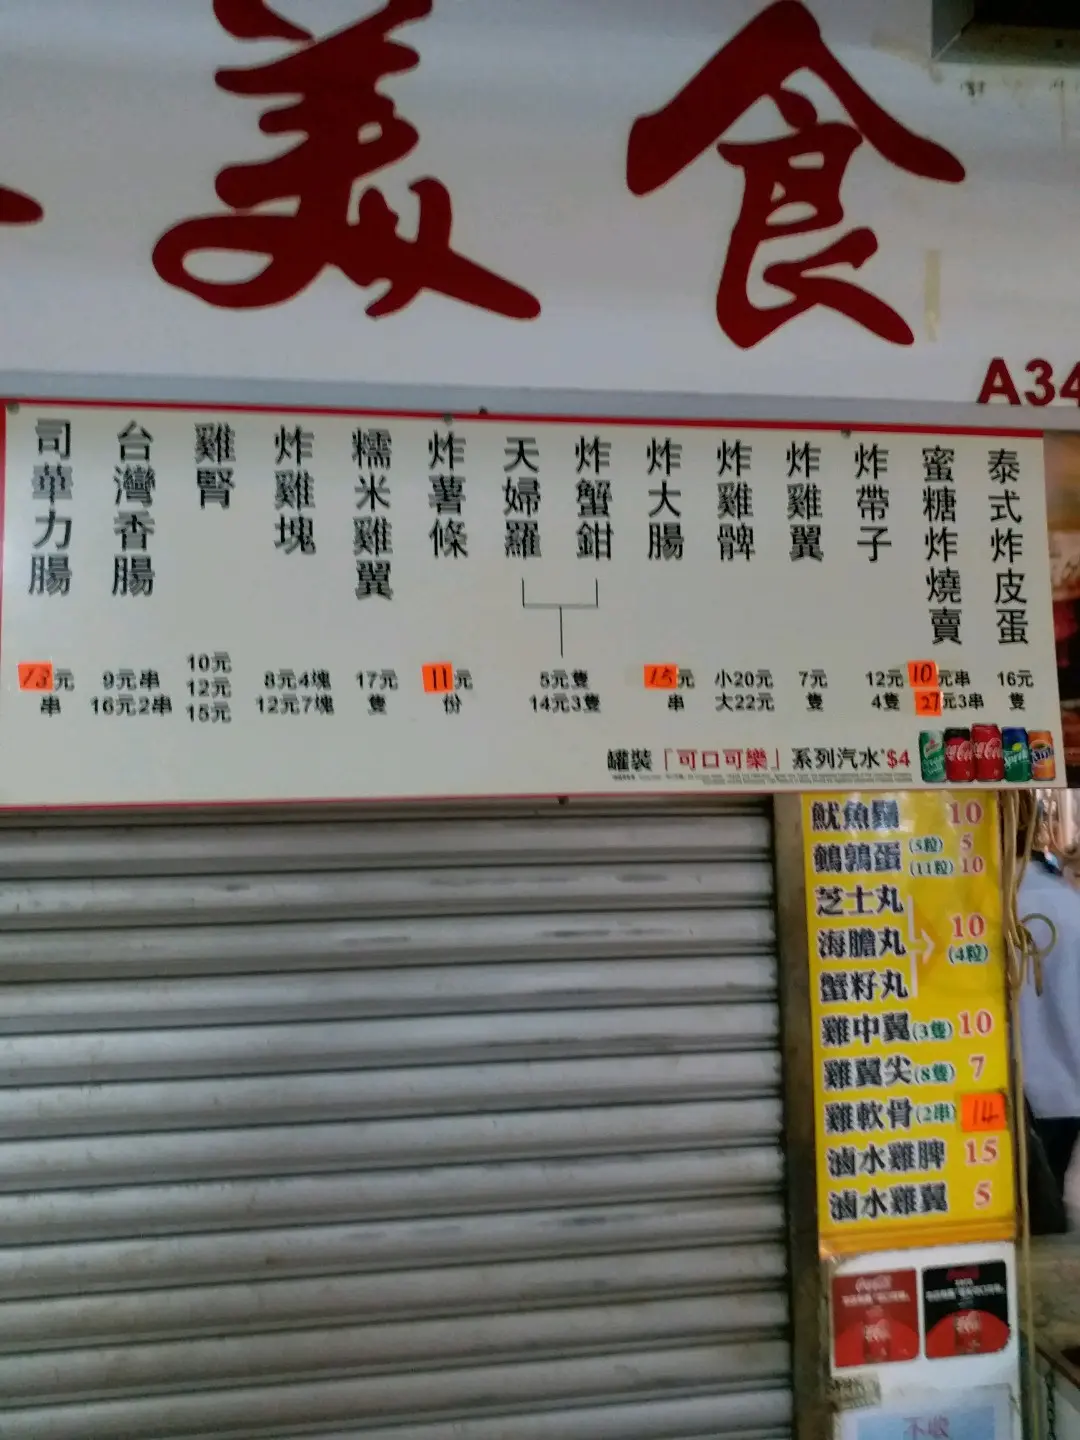 美食
A34
司華力腸
13元
串
台灣香腸
9元串
16元2串
雞腎
10元
12元
15元
炸雞塊
8元4塊
12元7塊
糯米雞翼
17元
隻
炸薯條
11元
份
天婦羅
炸蟹鉗
5元隻
14元3隻
炸大腸
15元
串
炸雞髀
小20元
大22元
炸雞翼
7元
隻
炸帶子
12元
4隻
蜜糖炸燒賣
10元串
27元3串
泰式炸皮蛋
16元
隻
罐裝「可口可樂」系列汽水*$4
魷魚鬚 10
鵪鶉蛋 (5粒) 5
(11粒) 10
芝士丸
海膽丸
蟹籽丸
10
(4粒)
雞中翼(3隻) 10
雞翼尖(8隻) 7
雞軟骨(2串) 14
滷水雞脾 15
滷水雞翼 5
不收